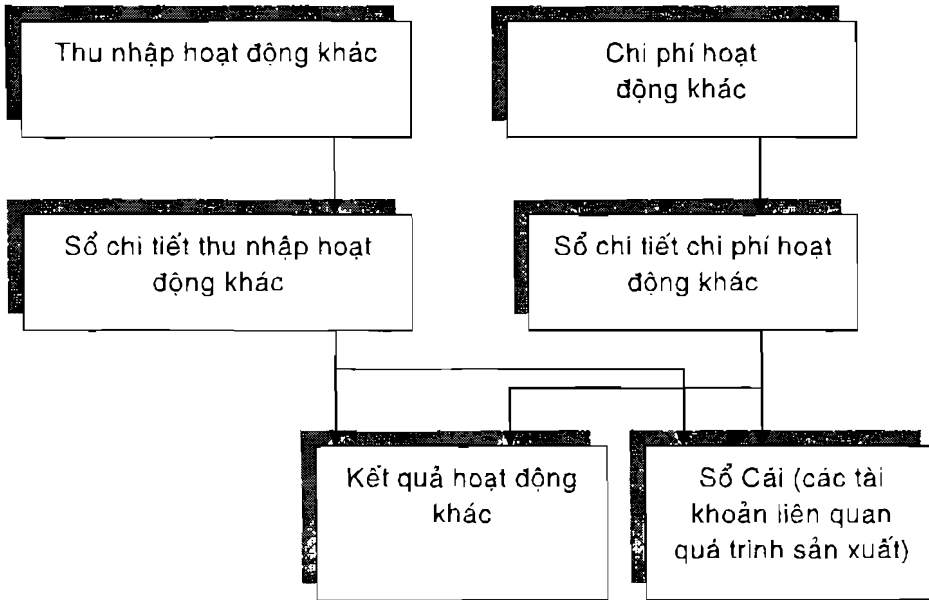 Thu nhập hoạt động khác
Chi phí hoạt
động khác
Sổ chi tiết thu nhập hoạt
động khác
Sổ chi tiết chi phí hoạt
động khác
Kết quả hoạt động
khác
Sổ Cái (các tài
khoản liên quan
quá trình sản xuất)